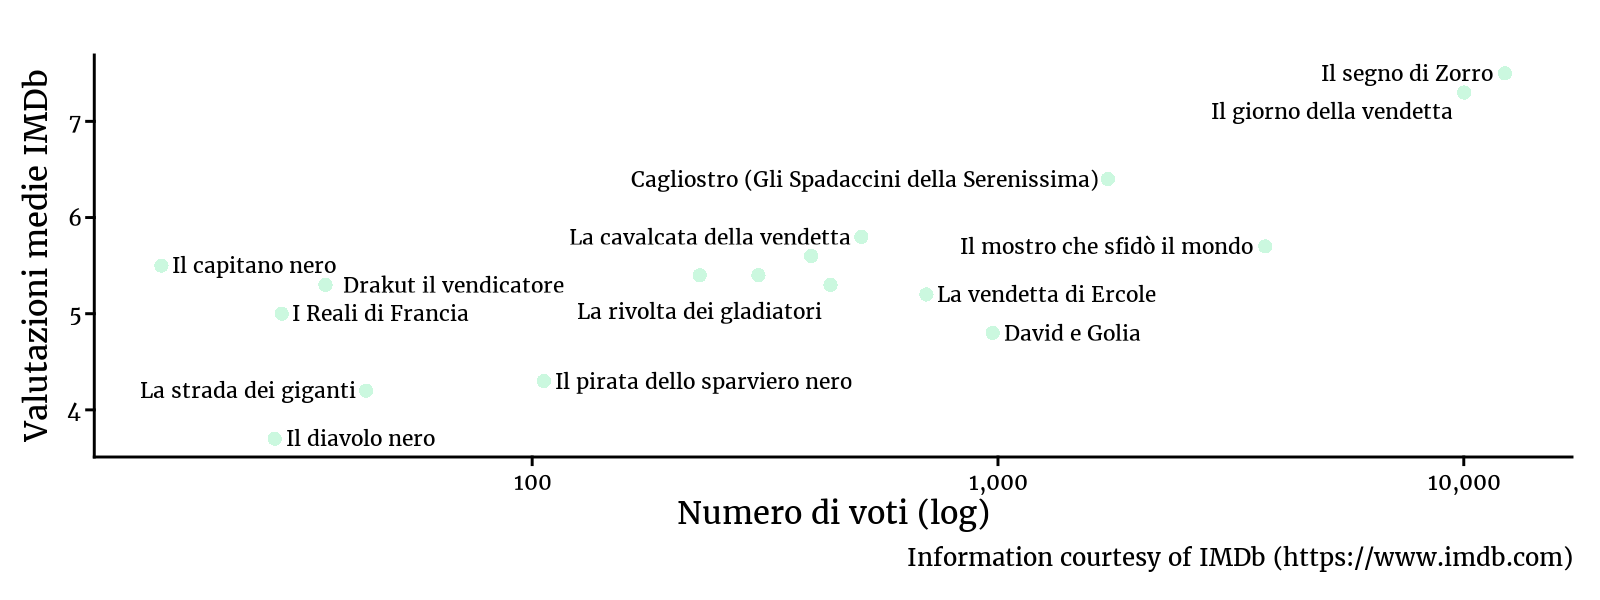 Valutazioni medie IMDb
7
6
5
4
Il segno di Zorro
Il giorno della vendetta
Cagliostro (Gli Spadaccini della Serenissima)
La cavalcata della vendetta
Il mostro che sfidò il mondo
Il capitano nero
Drakut il vendicatore
La vendetta di Ercole
I Reali di Francia
La rivolta dei gladiatori
David e Golia
Il pirata dello sparviero nero
La strada dei giganti
Il diavolo nero
100
1,000
10,000
Numero di voti (log)
Information courtesy of IMDb (https://www.imdb.com)